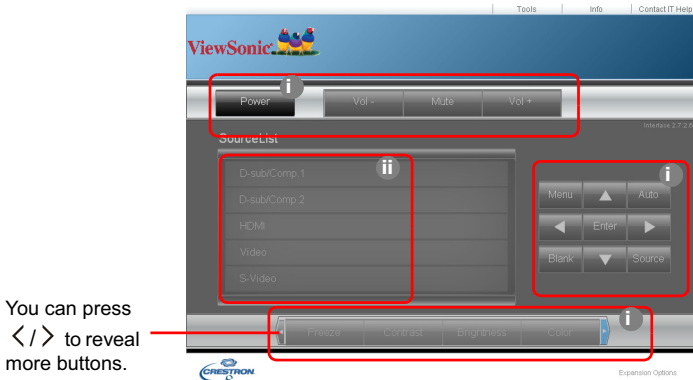 Tools Info Contact IT Help
ViewSonic
i
Power Vol - Mute Vol +
Interface 2.7.2.6
SourceList
ii
i
D-sub/Comp.1
D-sub/Comp.2
HDMI
Video
S-Video
Menu Auto
Enter
Blank Source
You can press
〈 / 〉 to reveal
more buttons.
i
Freeze Contrast Brightness Color
CRESTRON
Expansion Options